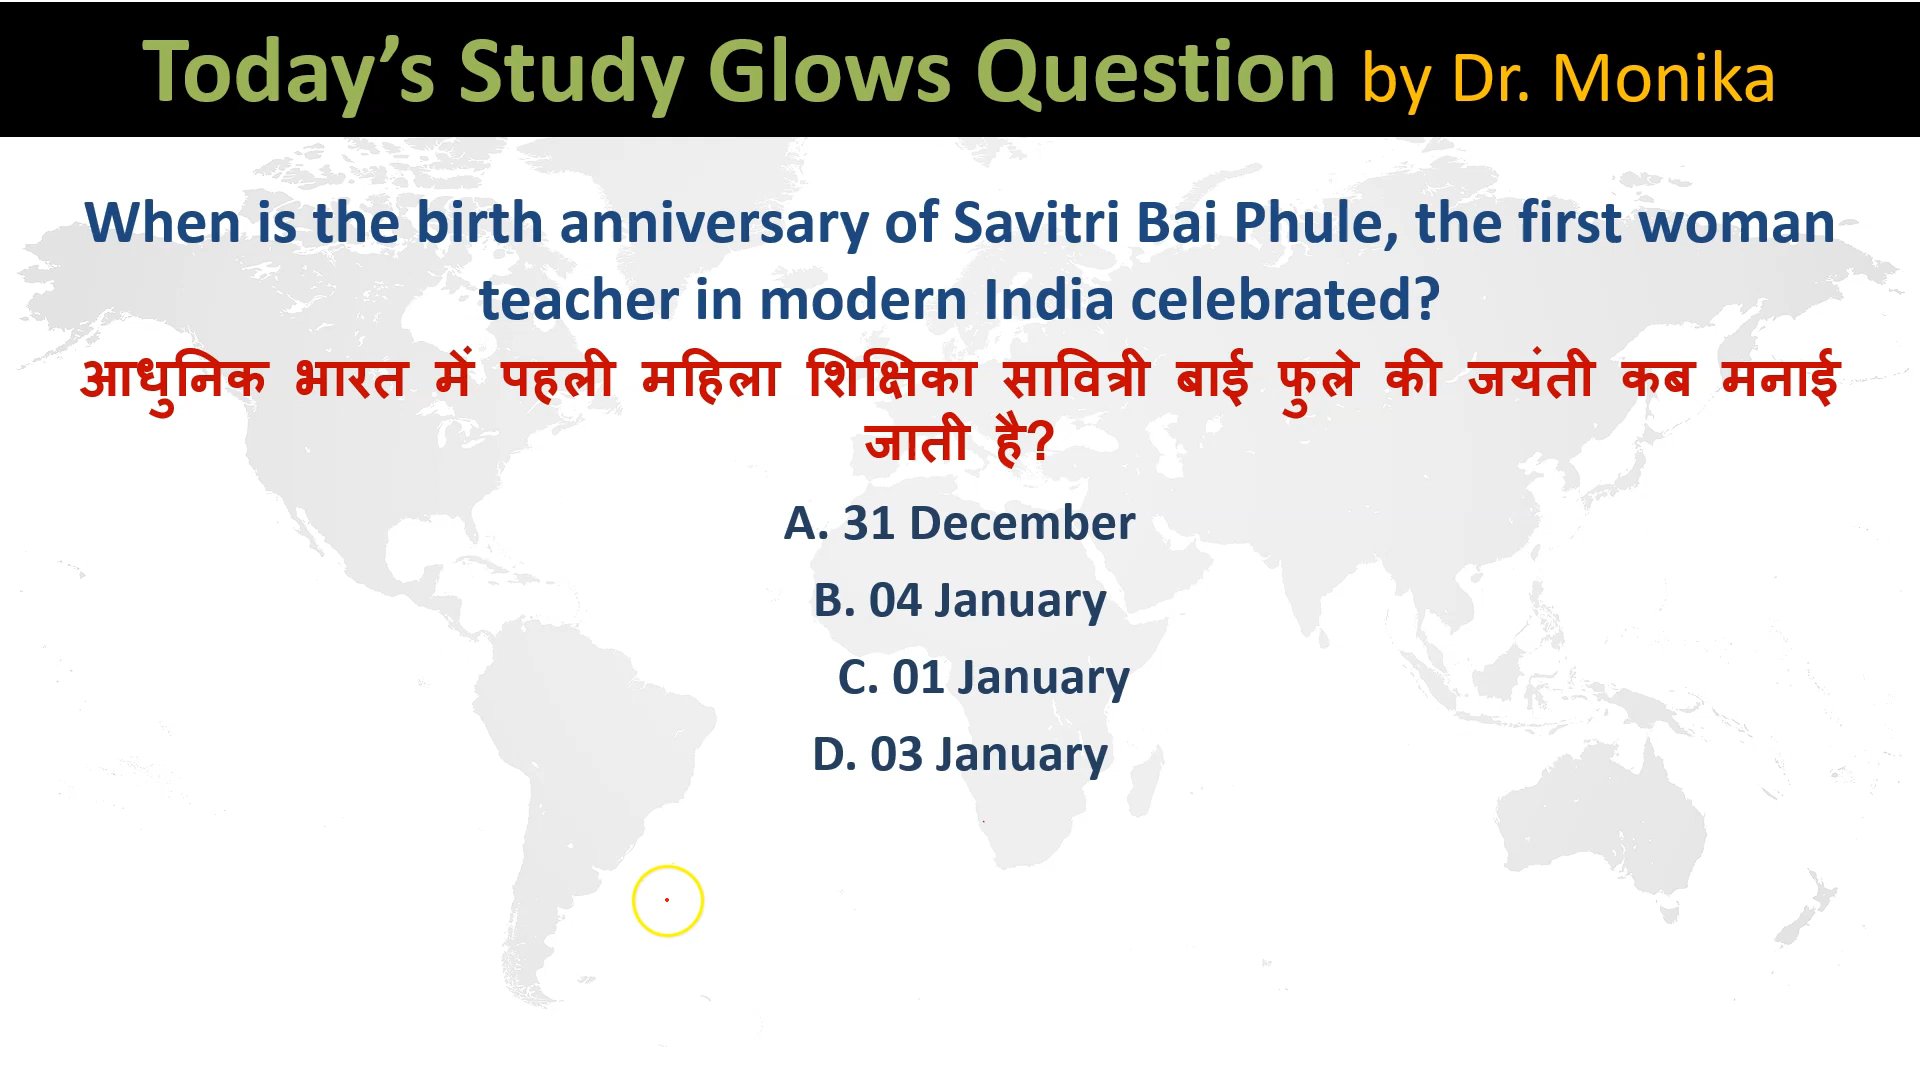 Today’s Study Glows Question by Dr. Monika
When is the birth anniversary of Savitri Bai Phule, the first woman
teacher in modern India celebrated?
आधुनिक भारत में पहली महिला शिक्षिका सावित्री बाई फुले की जयंती कब मनाई
जाती है?
A. 31 December
B. 04 January
C. 01 January
D. 03 January